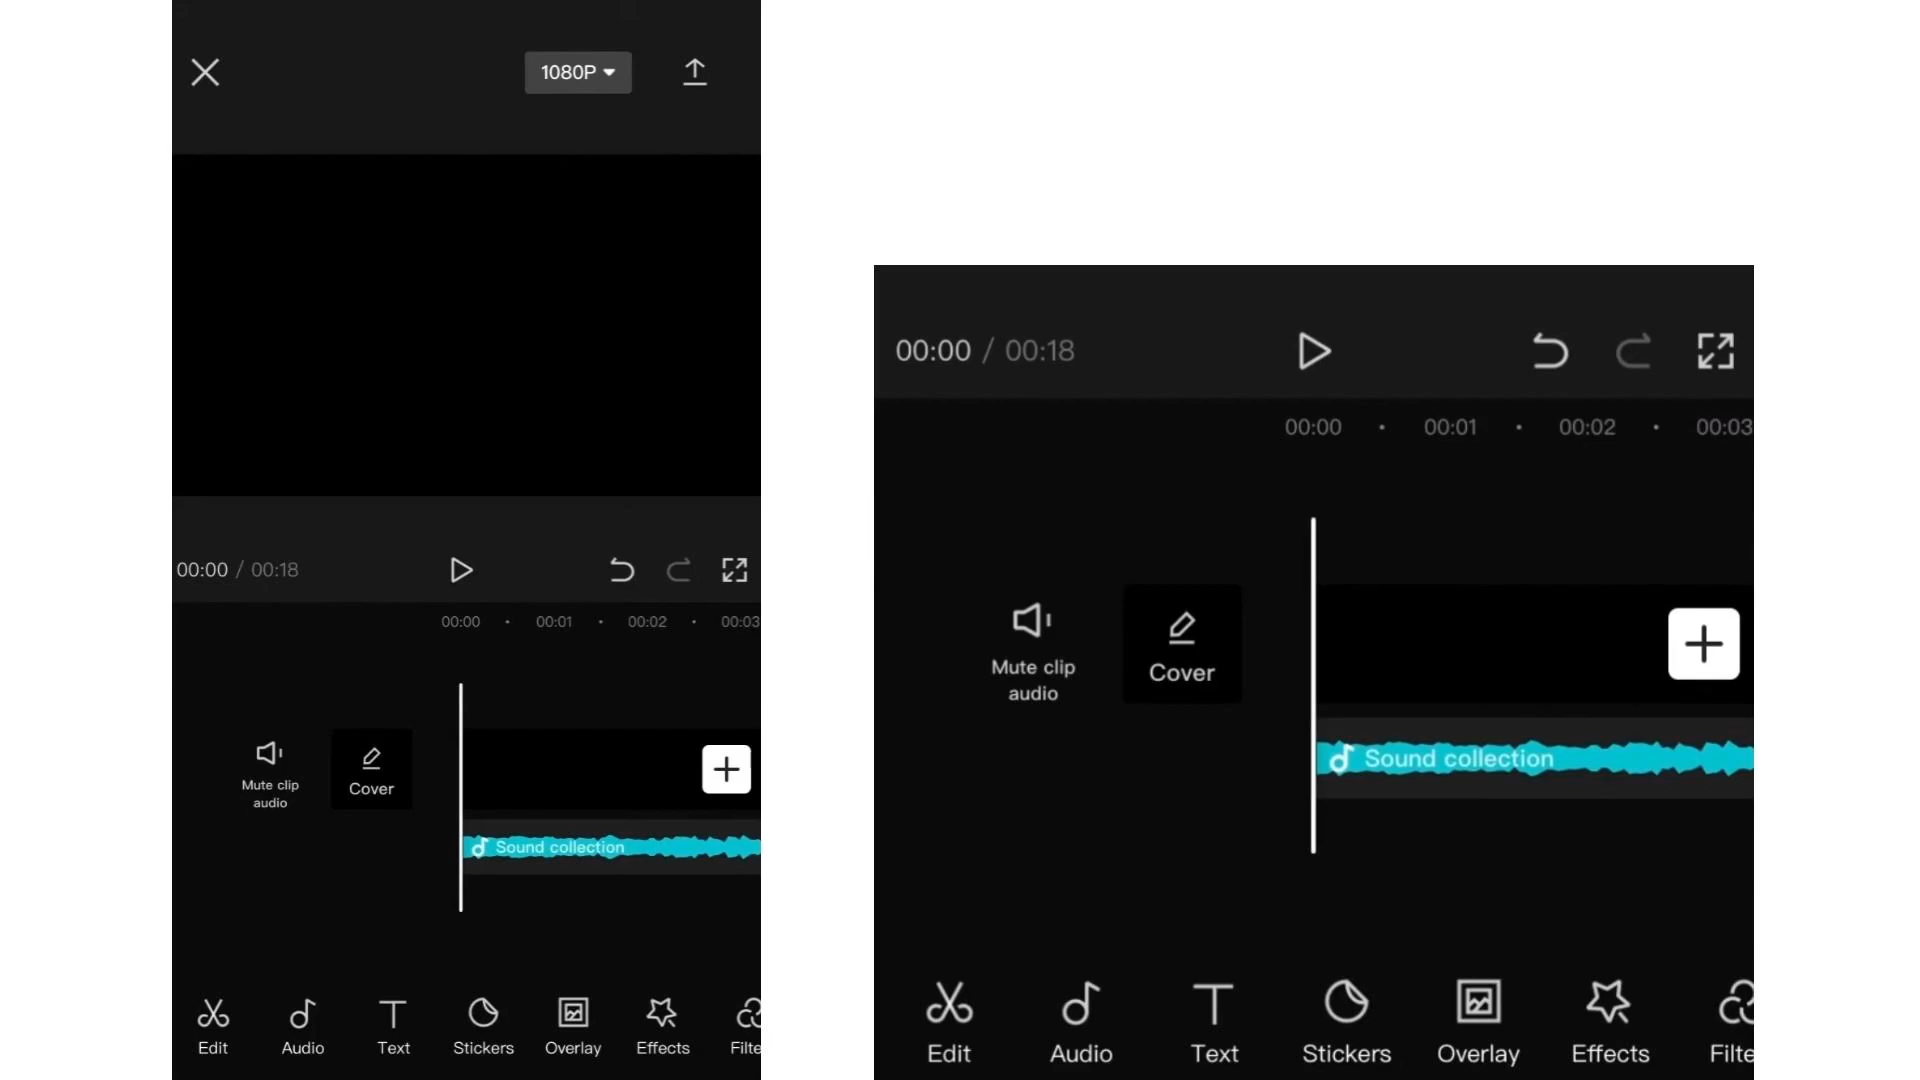 1080P
00:00 / 00:18
00:00 · 00:01 · 00:02 · 00:03
Mute clip
audio
Cover
Sound collection
Edit Audio Text Stickers Overlay Effects Filte
00:00 / 00:18
00:00 · 00:01 · 00:02 · 00:03
Mute clip
audio
Cover
Sound collection
Edit Audio Text Stickers Overlay Effects Filte